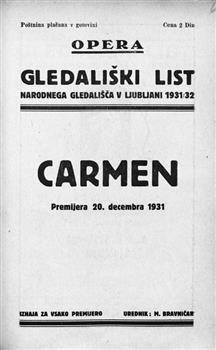 Poštnina plačana v gotovini Cena 2 Din
OPERA
GLEDALIŠKI LIST
NARODNEGA GLEDALIŠČA V LJUBLJANI 1931/32
CARMEN
Premijera 20. decembra 1931
IZHAJA ZA VSAKO PREMIJERO UREDNIK: M. BRAVNIČAR